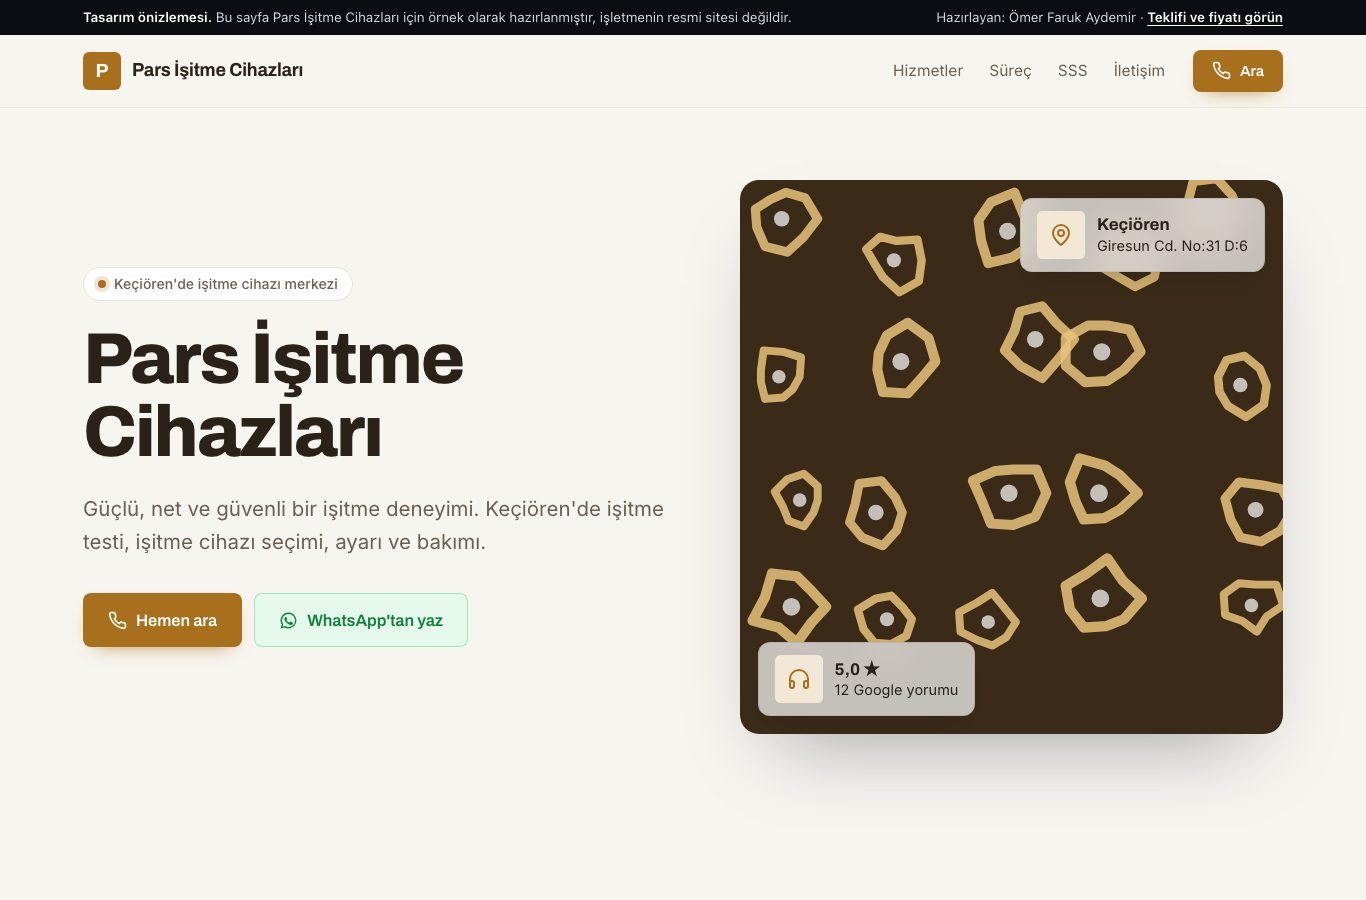 Tasarım önizlemesi. Bu sayfa Pars İşitme Cihazları için örnek olarak hazırlanmıştır, işletmenin resmi sitesi değildir.
Hazırlayan: Ömer Faruk Aydemir · Teklifi ve fiyatı görün
P Pars İşitme Cihazları
Hizmetler Süreç SSS İletişim Ara
Keçiören'de işitme cihazı merkezi
Pars İşitme
Cihazları
Güçlü, net ve güvenli bir işitme deneyimi. Keçiören'de işitme
testi, işitme cihazı seçimi, ayarı ve bakımı.
Hemen ara
WhatsApp'tan yaz
Keçiören
Giresun Cd. No:31 D:6
5,0 ★
12 Google yorumu